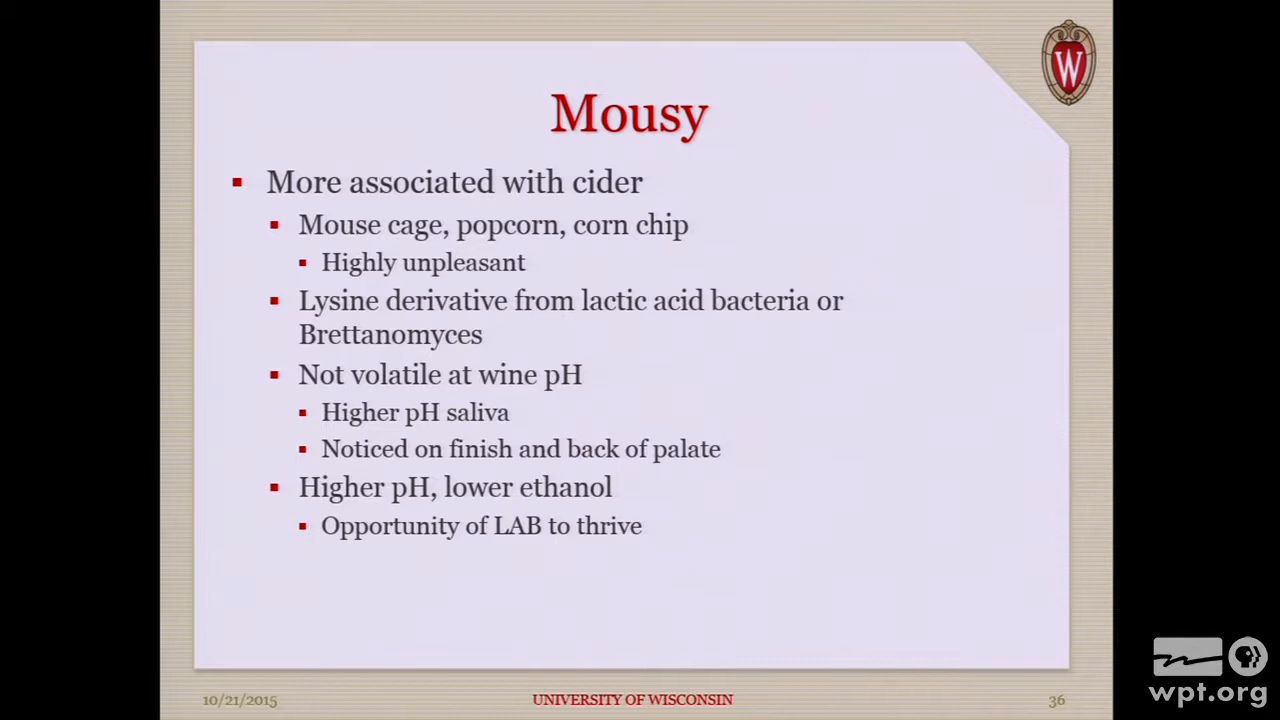 W
Mousy
More associated with cider
Mouse cage, popcorn, corn chip
Highly unpleasant
Lysine derivative from lactic acid bacteria or
Brettanomyces
Not volatile at wine pH
Higher pH saliva
Noticed on finish and back of palate
Higher pH, lower ethanol
Opportunity of LAB to thrive
10/21/2015
UNIVERSITY OF WISCONSIN
36
wpt.org